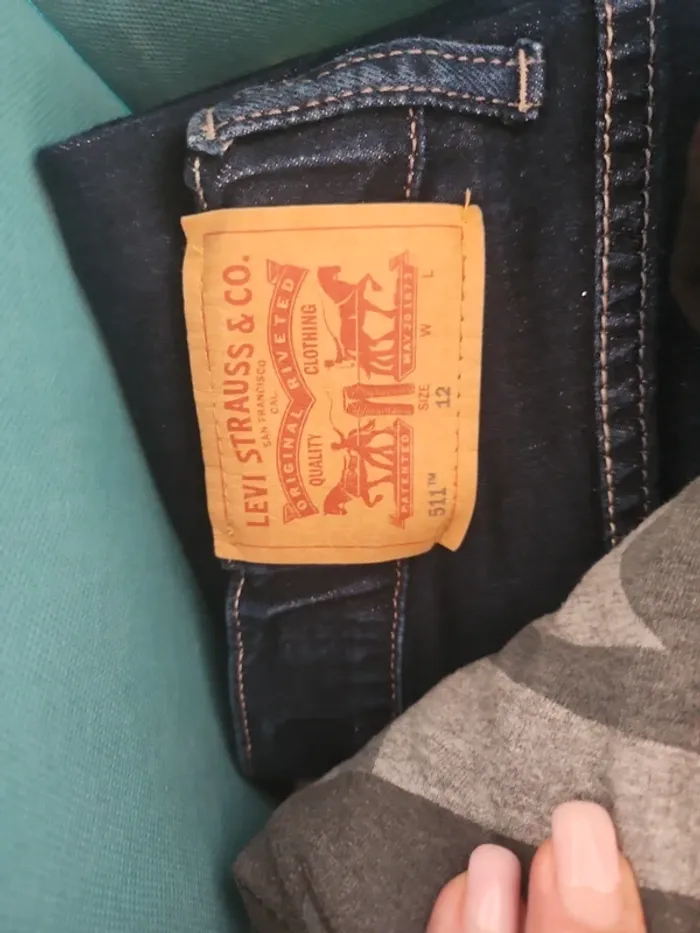 LEVI STRAUSS & CO.
SAN FRANCISCO
CAL.
ORIGINAL RIVETED
QUALITY CLOTHING
PATENTED MAY 20 1873
SIZE W L
511™ 12